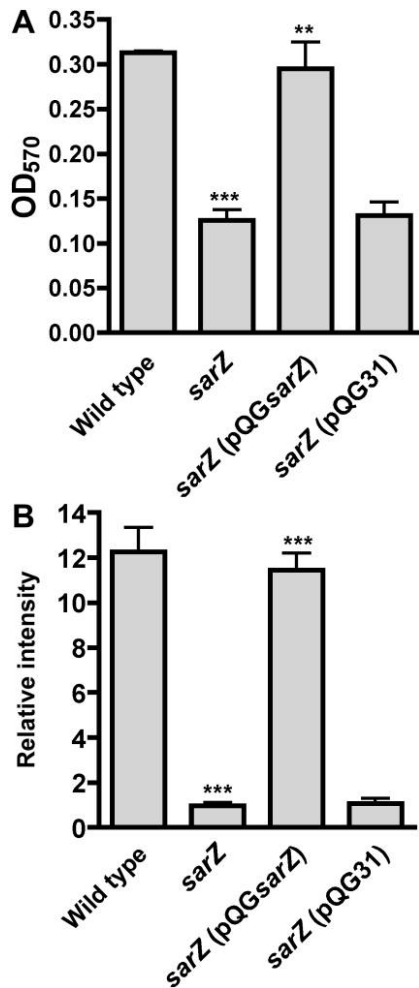 A
OD570
0.35
0.30
0.25
0.20
0.15
0.10
0.05
0.00
***
**
Wild type
sarZ
sarZ (pQGsarZ)
sarZ (pQG31)
B
Relative intensity
14
12
10
8
6
4
2
0
***
***
Wild type
sarZ
sarZ (pQGsarZ)
sarZ (pQG31)